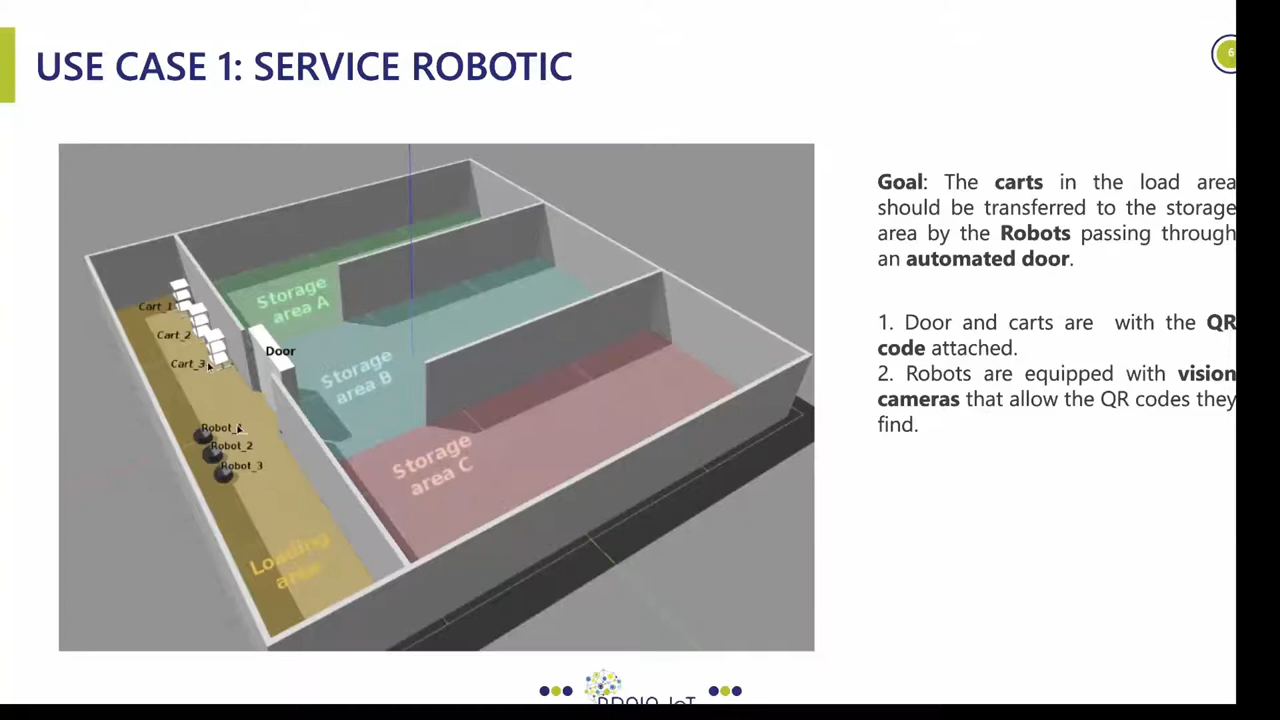 USE CASE 1: SERVICE ROBOTIC
6
Goal: The carts in the load area
should be transferred to the storage
area by the Robots passing through
an automated door.
1. Door and carts are with the QR
code attached.
2. Robots are equipped with vision
cameras that allow the QR codes they
find.
Storage
area A
Cart_1
Cart_2
Door
Cart_3
Storage
area B
Robot_1
Robot_2
Robot_3
Storage
area C
Loading
area
BRAIN-IoT